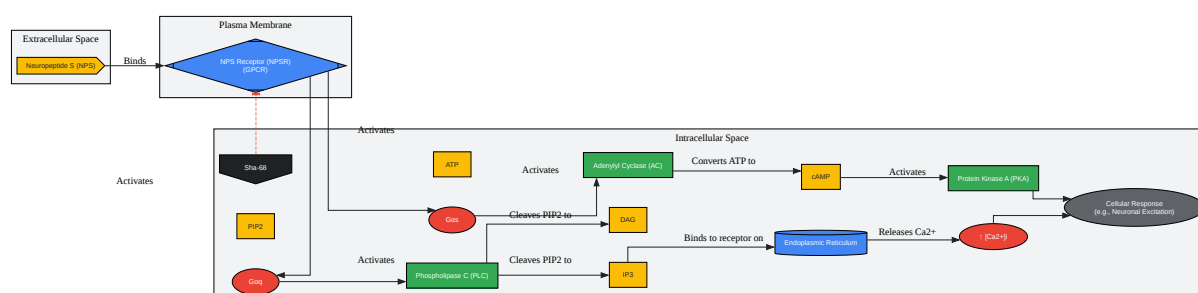 Plasma Membrane
Extracellular Space
Neuropeptide S (NPS)
Binds
NPS Receptor (NPSR)
(GPCR)
Activates
Intracellular Space
Sha-68
ATP
Activates
Adenylyl Cyclase (AC)
Converts ATP to
cAMP
Activates
Protein Kinase A (PKA)
Activates
Cellular Response
(e.g., Neuronal Excitation)
PIP2
Gαs
Cleaves PIP2 to
DAG
Binds to receptor on
Endoplasmic Reticulum
Releases Ca2+
↑ [Ca2+]i
Gαq
Activates
Phospholipase C (PLC)
Cleaves PIP2 to
IP3